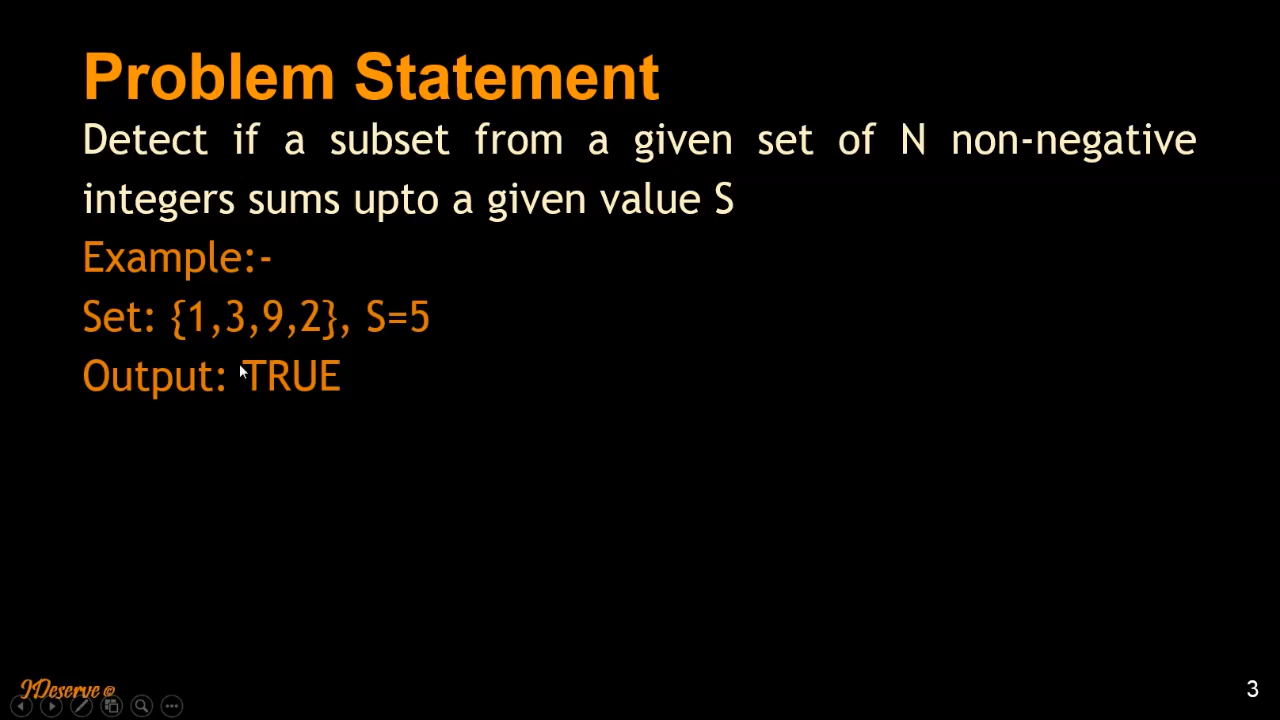 Problem Statement
Detect if a subset from a given set of N non-negative
integers sums upto a given value S
Example:-
Set: {1,3,9,2}, S=5
Output: TRUE
JDeserve ©
3